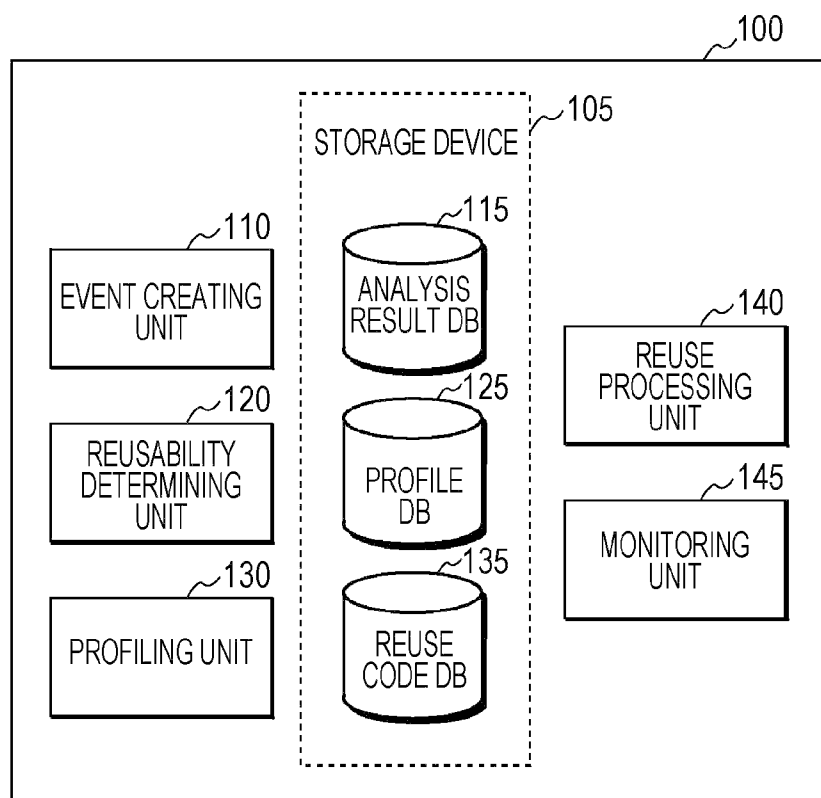 100
105
STORAGE DEVICE
110
EVENT CREATING
UNIT
115
ANALYSIS
RESULT DB
120
REUSABILITY
DETERMINING
UNIT
125
PROFILE
DB
130
PROFILING UNIT
135
REUSE
CODE DB
140
REUSE
PROCESSING
UNIT
145
MONITORING
UNIT